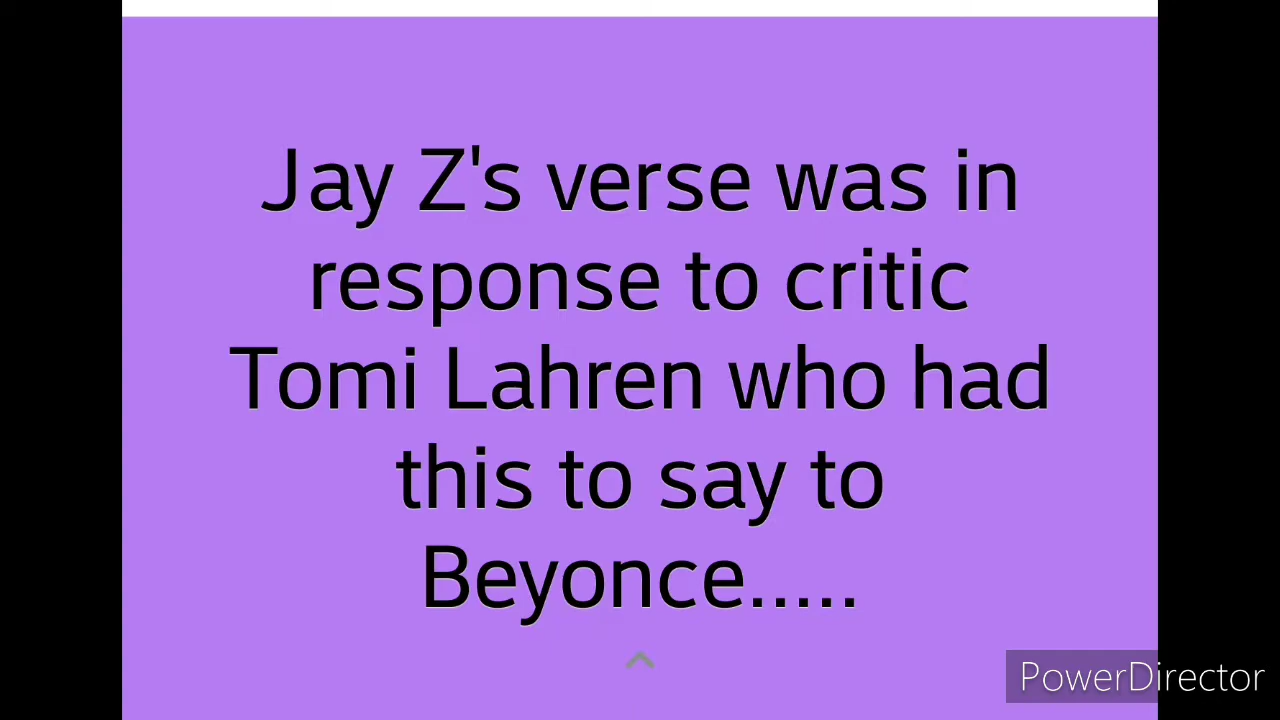 Jay Z's verse was in
response to critic
Tomi Lahren who had
this to say to
Beyonce.....
PowerDirector